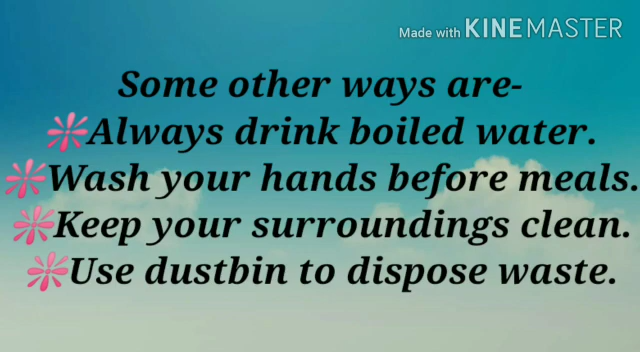 Made with KINEMASTER
Some other ways are-
❇Always drink boiled water.
❇Wash your hands before meals.
❇Keep your surroundings clean.
❇Use dustbin to dispose waste.